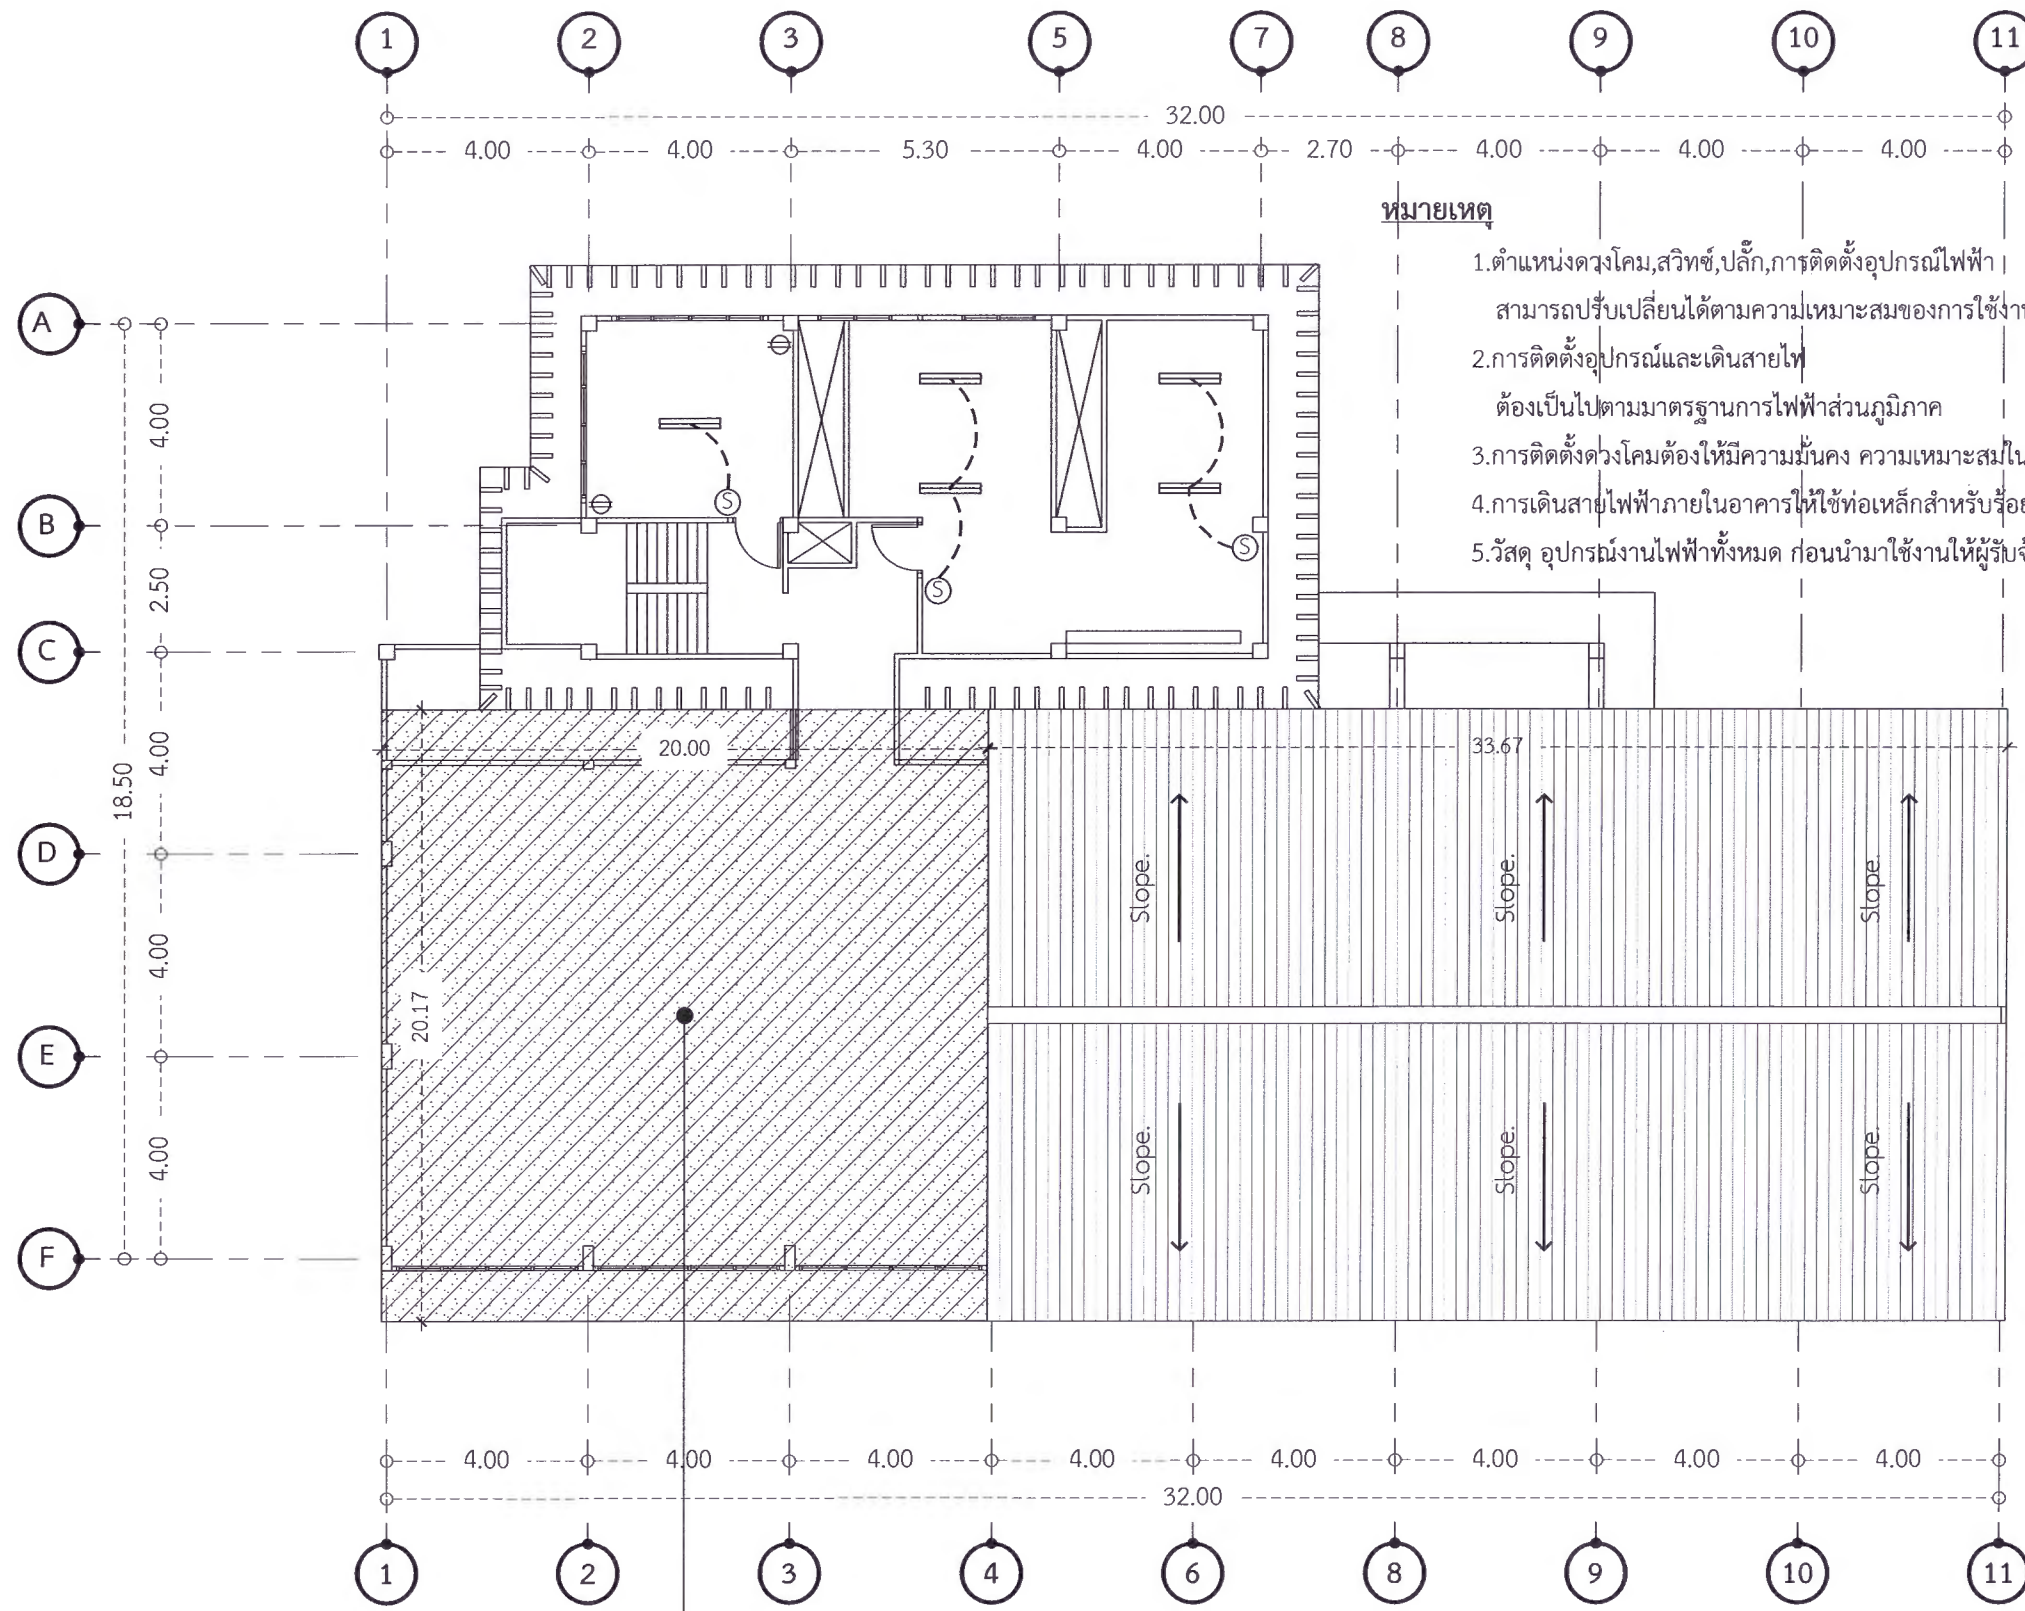 1 2 3 5 7 8 9 10 11
32.00
4.00 4.00 5.30 4.00 2.70 4.00 4.00 4.00
หมายเหตุ
1.ตำแหน่งดวงโคม,สวิทซ์,ปลั๊ก,การติดตั้งอุปกรณ์ไฟฟ้า
สามารถปรับเปลี่ยนได้ตามความเหมาะสมของการใช้งาน
2.การติดตั้งอุปกรณ์และเดินสายไฟ
ต้องเป็นไปตามมาตรฐานการไฟฟ้าส่วนภูมิภาค
3.การติดตั้งดวงโคมต้องให้มีความมั่นคง ความเหมาะสมใน
4.การเดินสายไฟฟ้าภายในอาคารให้ใช้ท่อเหล็กสำหรับร้อย
5.วัสดุ อุปกรณ์งานไฟฟ้าทั้งหมด ก่อนนำมาใช้งานให้ผู้รับจ้
A
4.00
S
B
S
2.50
S
C
4.00
20.00
33.67
18.50
D
Slope. Slope. Slope.
4.00
20.17
E
4.00
Slope. Slope. Slope.
F
4.00 4.00 4.00 4.00 4.00 4.00 4.00 4.00
32.00
1 2 3 4 6 8 9 10 11